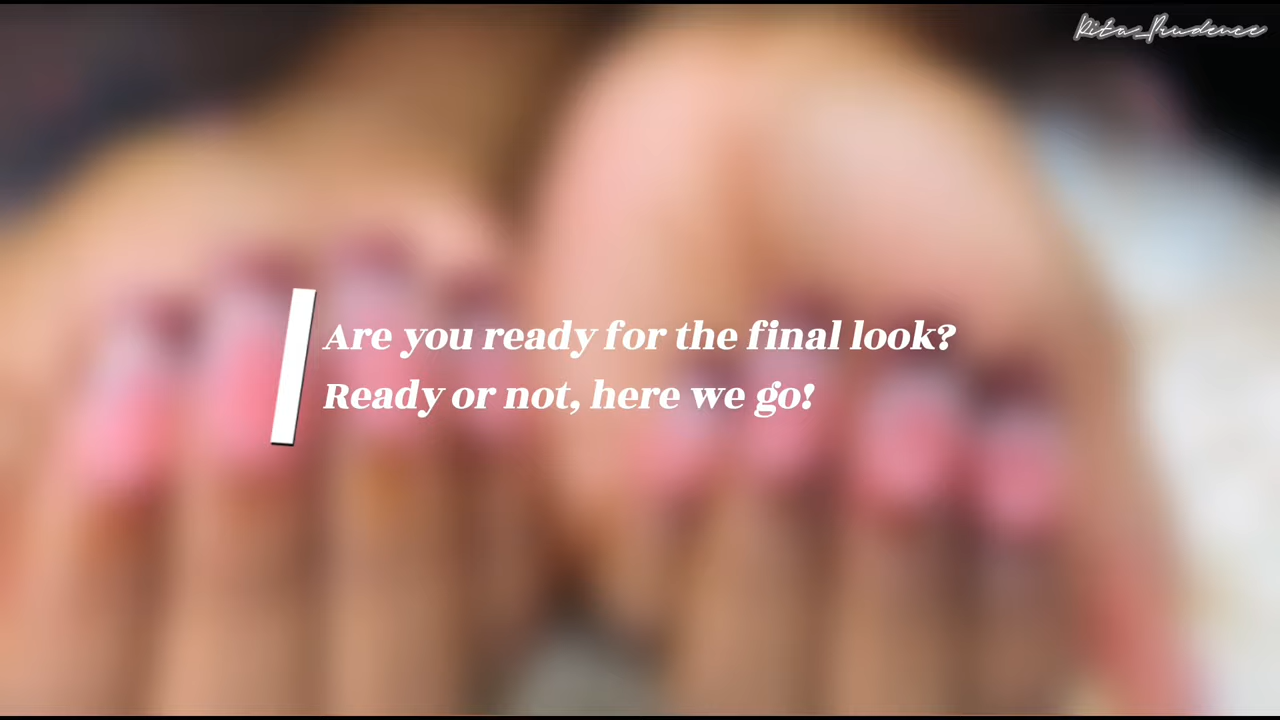 Rita_Prudence
Are you ready for the final look?
Ready or not, here we go!